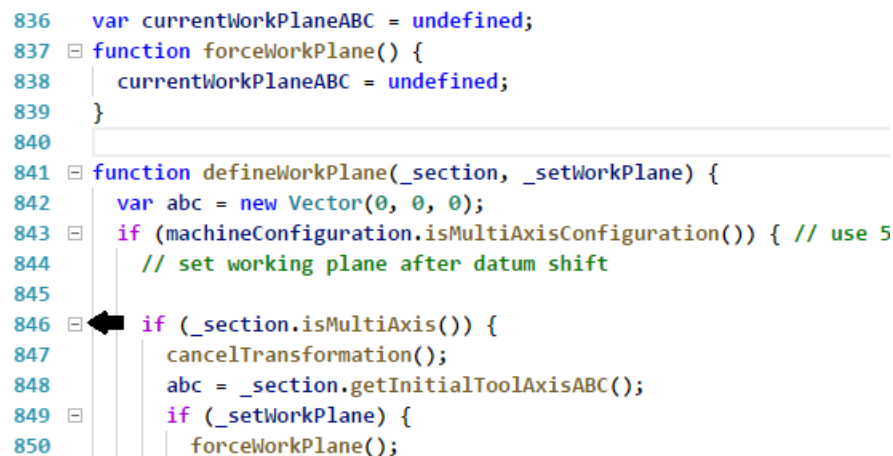 836 var currentWorkPlaneABC = undefined;
837 function forceWorkPlane() {
838 currentWorkPlaneABC = undefined;
839 }
840
841 function defineWorkPlane(_section, _setWorkPlane) {
842 var abc = new Vector(0, 0, 0);
843 if (machineConfiguration.isMultiAxisConfiguration()) { // use 5
844 // set working plane after datum shift
845
846 if (_section.isMultiAxis()) {
847 cancelTransformation();
848 abc = _section.getInitialToolAxisABC();
849 if (_setWorkPlane) {
850 forceWorkPlane();